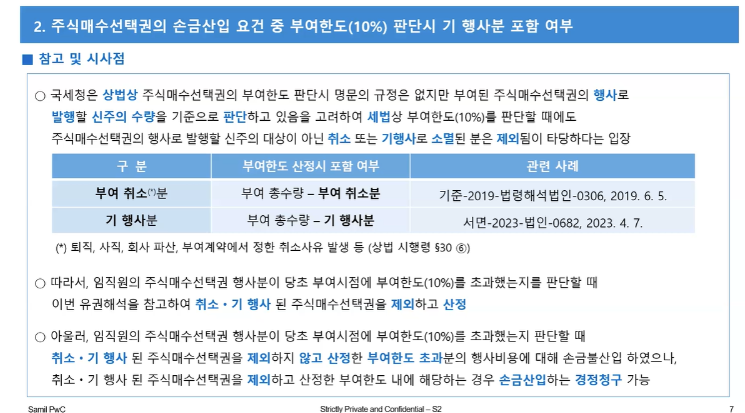 2. 주식매수선택권의 손금산입 요건 중 부여한도(10%) 판단시 기 행사분 포함 여부
■ 참고 및 시사점
○ 국세청은 상법상 주식매수선택권의 부여한도 판단시 명문의 규정은 없지만 부여된 주식매수선택권의 행사로
발행할 신주의 수량을 기준으로 판단하고 있음을 고려하여 세법상 부여한도(10%)를 판단할 때에도
주식매수선택권의 행사로 발행할 신주의 대상이 아닌 취소 또는 기행사로 소멸된 분은 제외됨이 타당하다는 입장
구 분 부여한도 산정시 포함 여부 관련 사례
부여 취소(*)분 부여 총수량 – 부여 취소분 기준-2019-법령해석법인-0306, 2019. 6. 5.
기 행사분 부여 총수량 – 기 행사분 서면-2023-법인-0682, 2023. 4. 7.
(*) 퇴직, 사직, 회사 파산, 부여계약에서 정한 취소사유 발생 등 (상법 시행령 §30 ⑥)
○ 따라서, 임직원의 주식매수선택권 행사분이 당초 부여시점에 부여한도(10%)를 초과했는지를 판단할 때
이번 유권해석을 참고하여 취소・기 행사 된 주식매수선택권을 제외하고 산정
○ 아울러, 임직원의 주식매수선택권 행사분이 당초 부여시점에 부여한도(10%)를 초과했는지 판단할 때
취소・기 행사 된 주식매수선택권을 제외하지 않고 산정한 부여한도 초과분의 행사비용에 대해 손금불산입 하였으나,
취소・기 행사 된 주식매수선택권을 제외하고 산정한 부여한도 내에 해당하는 경우 손금산입하는 경정청구 가능
Samil PwC Strictly Private and Confidential – S2 7